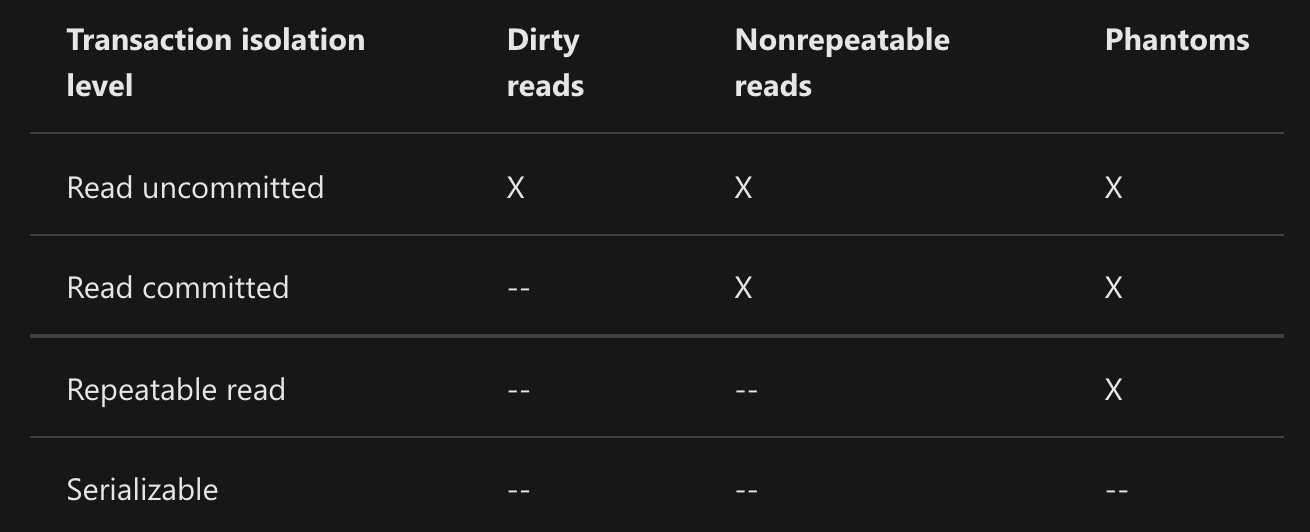 Transaction isolation level Dirty reads Nonrepeatable reads Phantoms
Read uncommitted X X X
Read committed -- X X
Repeatable read -- -- X
Serializable -- -- --